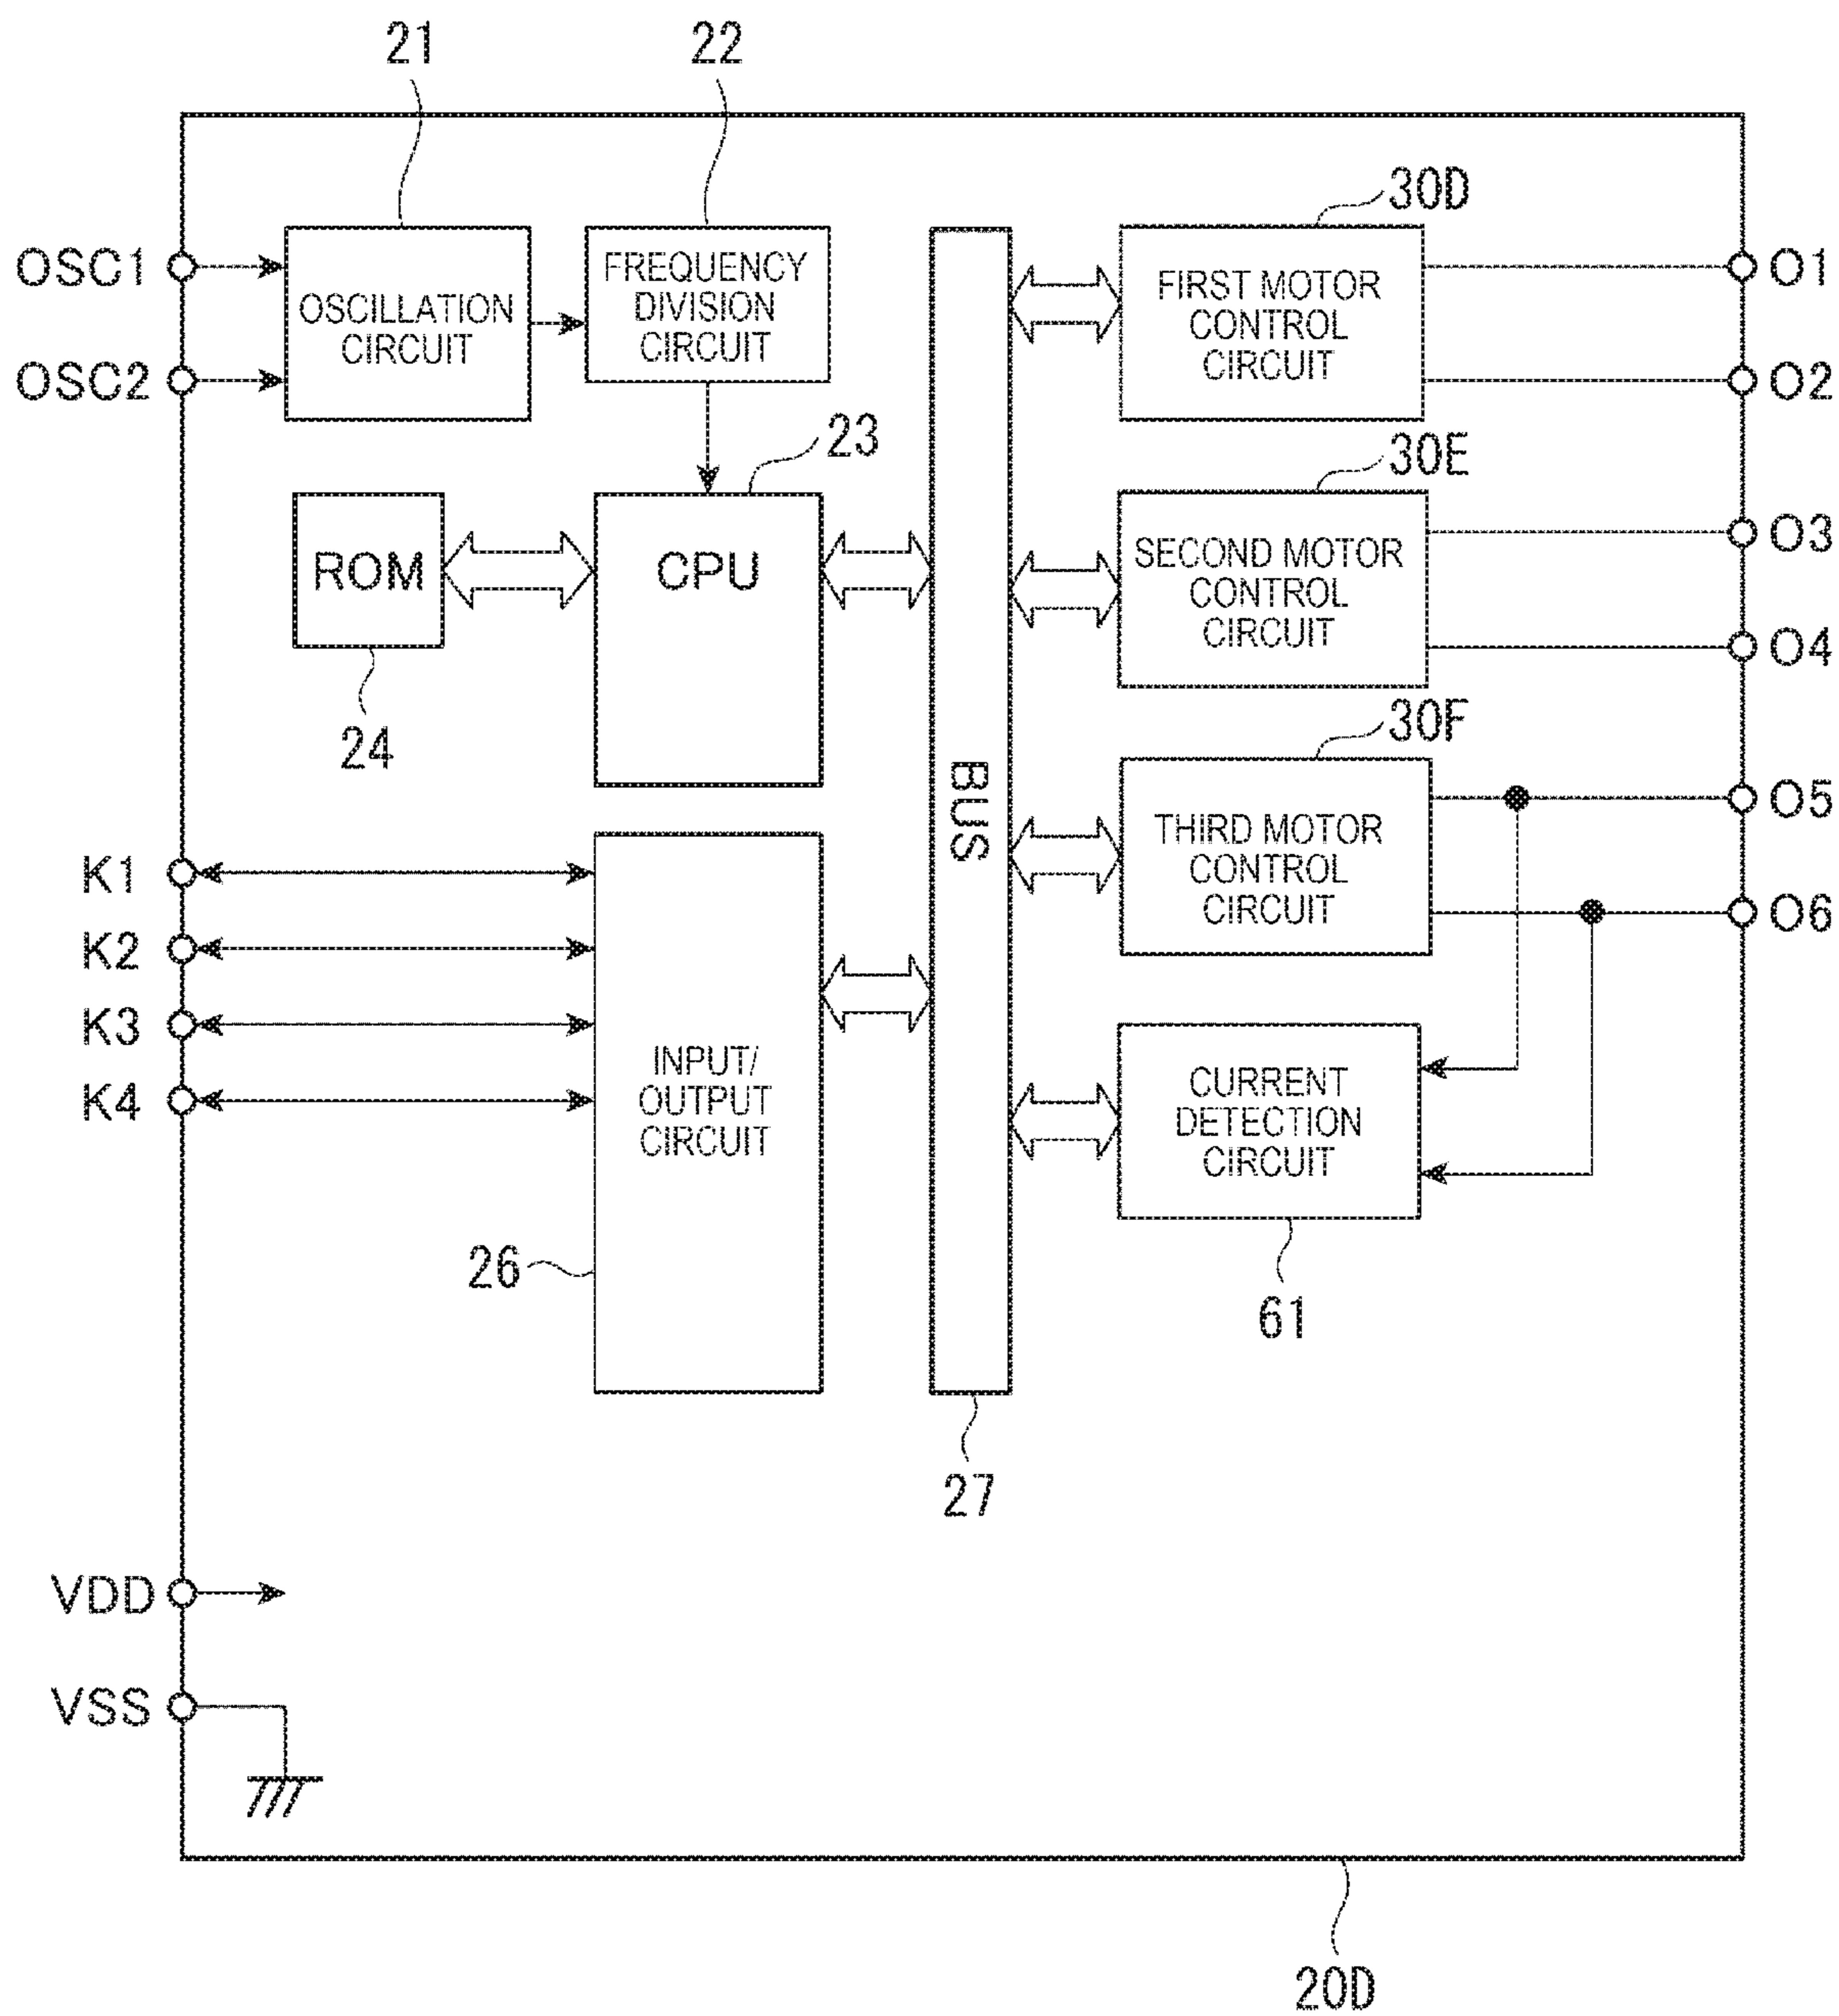 21
22
30D
OSC1
OSC2
OSCILLATION
CIRCUIT
FREQUENCY
DIVISION
CIRCUIT
FIRST MOTOR
CONTROL
CIRCUIT
O1
O2
23
30E
ROM
CPU
SECOND MOTOR
CONTROL
CIRCUIT
O3
O4
24
30F
BUS
THIRD MOTOR
CONTROL
CIRCUIT
O5
O6
K1
K2
K3
K4
INPUT/
OUTPUT
CIRCUIT
CURRENT
DETECTION
CIRCUIT
26
61
27
VDD
VSS
20D